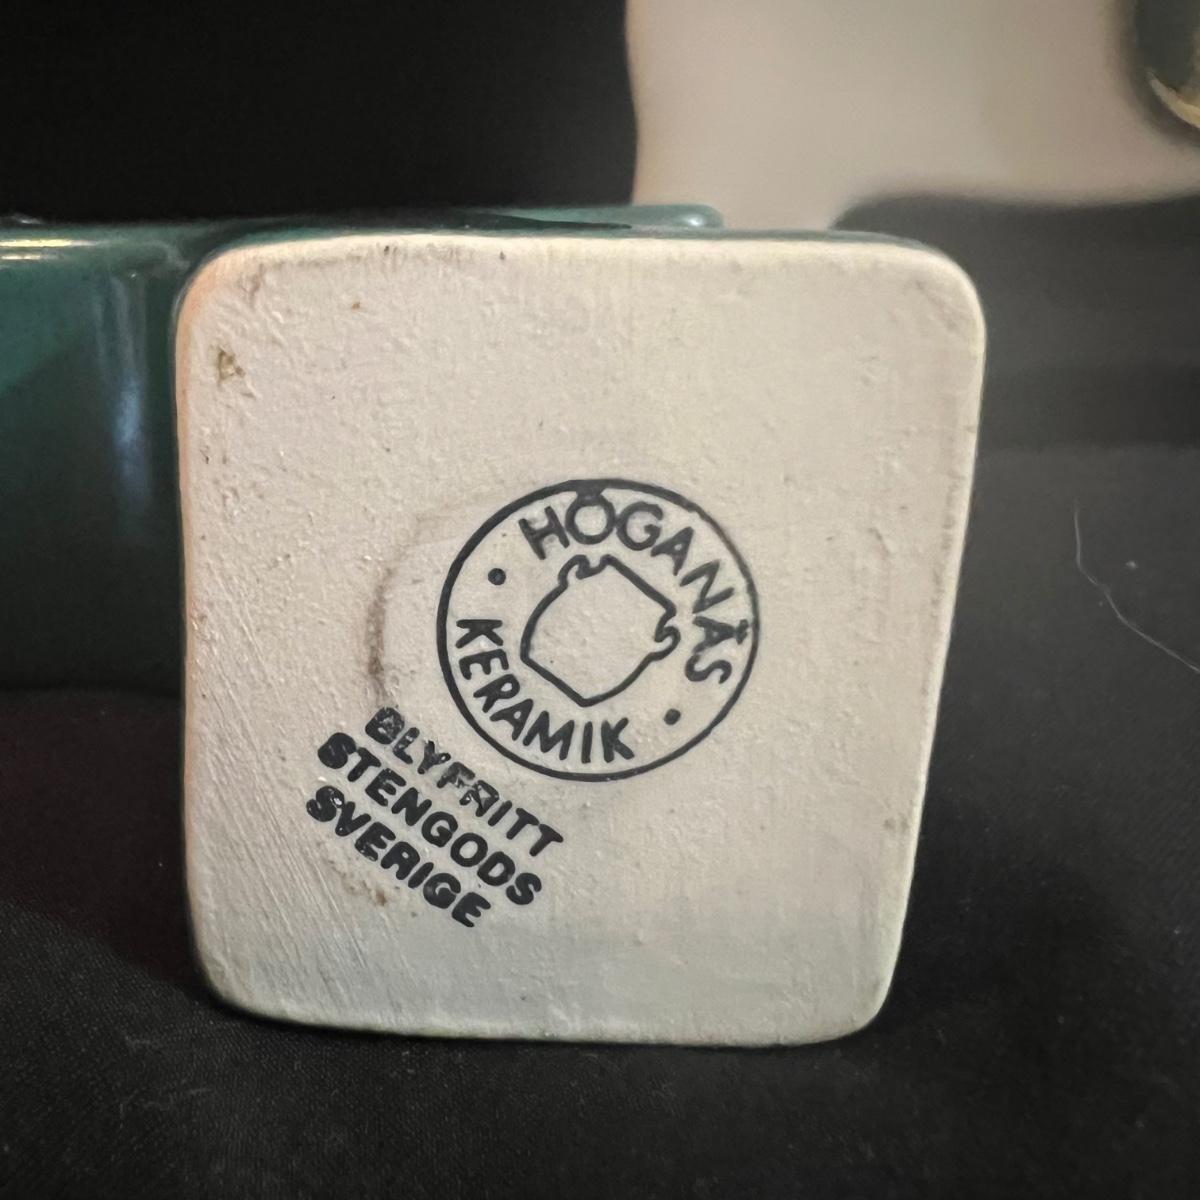 HÖGANÄS
KERAMIK
BLYFRITT
STENGODS
SVERIGE